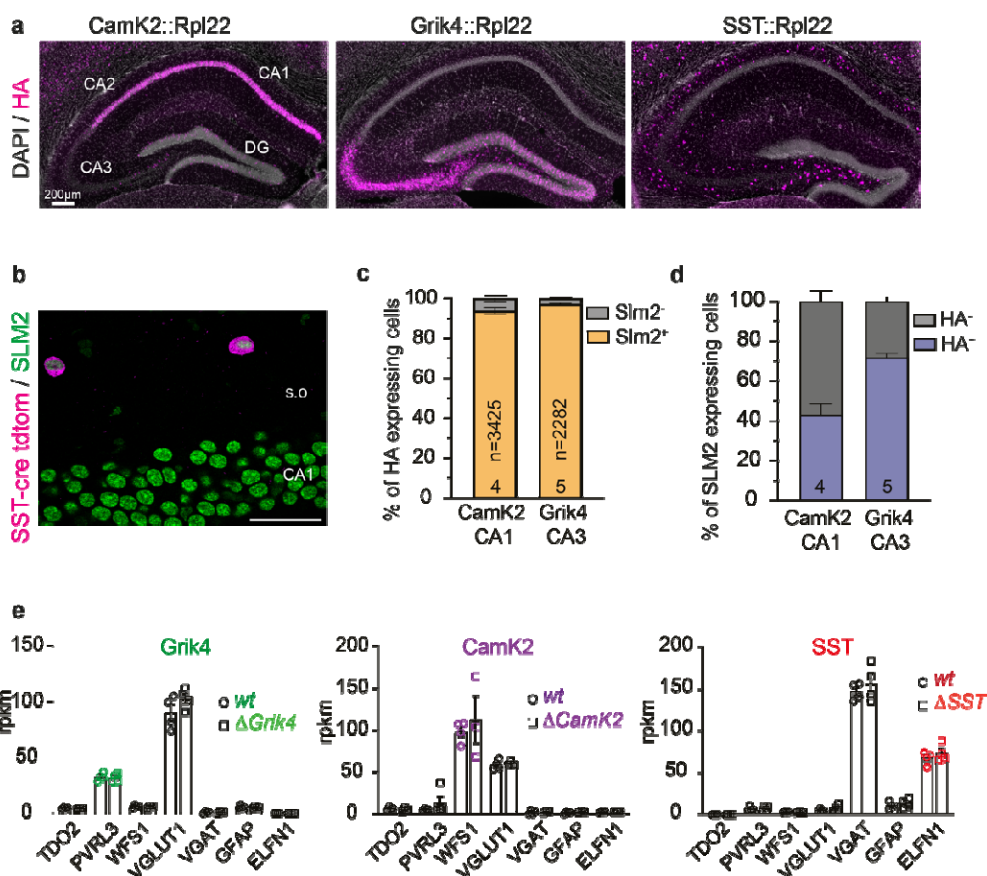 a
CamK2::Rpl22
Grik4::Rpl22
SST::Rpl22
DAPI / HA
CA2
CA1
CA3
DG
200µm
b
SST-cre tdtom / SLM2
s.o
CA1
c
% of HA expressing cells
100
80
60
40
20
0
n=3425
n=2282
4
5
CamK2
CA1
Grik4
CA3
Slm2-
Slm2+
d
% of SLM2 expressing cells
100
80
60
40
20
0
4
5
CamK2
CA1
Grik4
CA3
HA-
HA-
e
Grik4
rpkm
150
100
50
0
wt
ΔGrik4
TDO2
PVRL3
WFS1
VGLUT1
VGAT
GFAP
ELFN1
CamK2
rpkm
200
150
100
50
0
wt
ΔCamK2
TDO2
PVRL3
WFS1
VGLUT1
VGAT
GFAP
ELFN1
SST
rpkm
200
150
100
50
0
wt
ΔSST
TDO2
PVRL3
WFS1
VGLUT1
VGAT
GFAP
ELFN1